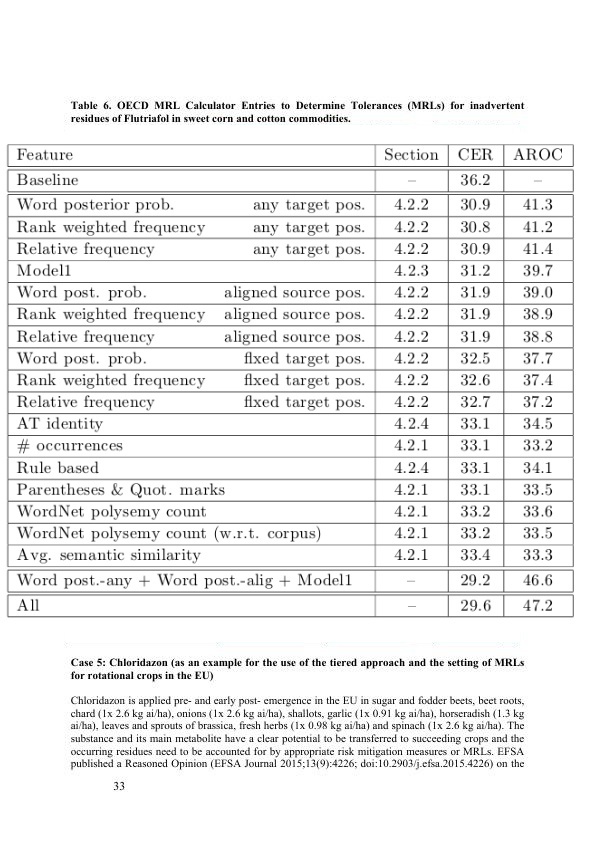 Table 6. OECD MRL Calculator Entries to Determine Tolerances (MRLs) for inadvertent
residues of Flutriafol in sweet corn and cotton commodities.
Feature Section CER AROC
Baseline – 36.2 –
Word posterior prob. any target pos. 4.2.2 30.9 41.3
Rank weighted frequency any target pos. 4.2.2 30.8 41.2
Relative frequency any target pos. 4.2.2 30.9 41.4
Model1 4.2.3 31.2 39.7
Word post. prob. aligned source pos. 4.2.2 31.9 39.0
Rank weighted frequency aligned source pos. 4.2.2 31.9 38.9
Relative frequency aligned source pos. 4.2.2 31.9 38.8
Word post. prob. fixed target pos. 4.2.2 32.5 37.7
Rank weighted frequency fixed target pos. 4.2.2 32.6 37.4
Relative frequency fixed target pos. 4.2.2 32.7 37.2
AT identity 4.2.4 33.1 34.5
# occurrences 4.2.1 33.1 33.2
Rule based 4.2.4 33.1 34.1
Parentheses & Quot. marks 4.2.1 33.1 33.5
WordNet polysemy count 4.2.1 33.2 33.6
WordNet polysemy count (w.r.t. corpus) 4.2.1 33.2 33.5
Avg. semantic similarity 4.2.1 33.4 33.3
Word post.-any + Word post.-alig + Model1 – 29.2 46.6
All – 29.6 47.2
Case 5: Chloridazon (as an example for the use of the tiered approach and the setting of MRLs
for rotational crops in the EU)
Chloridazon is applied pre- and early post- emergence in the EU in sugar and fodder beets, beet roots,
chard (1x 2.6 kg ai/ha), onions (1x 2.6 kg ai/ha), shallots, garlic (1x 0.91 kg ai/ha), horseradish (1.3 kg
ai/ha), leaves and sprouts of brassica, fresh herbs (1x 0.98 kg ai/ha) and spinach (1x 2.6 kg ai/ha). The
substance and its main metabolite have a clear potential to be transferred to succeeding crops and the
occurring residues need to be accounted for by appropriate risk mitigation measures or MRLs. EFSA
published a Reasoned Opinion (EFSA Journal 2015;13(9):4226; doi:10.2903/j.efsa.2015.4226) on the
33